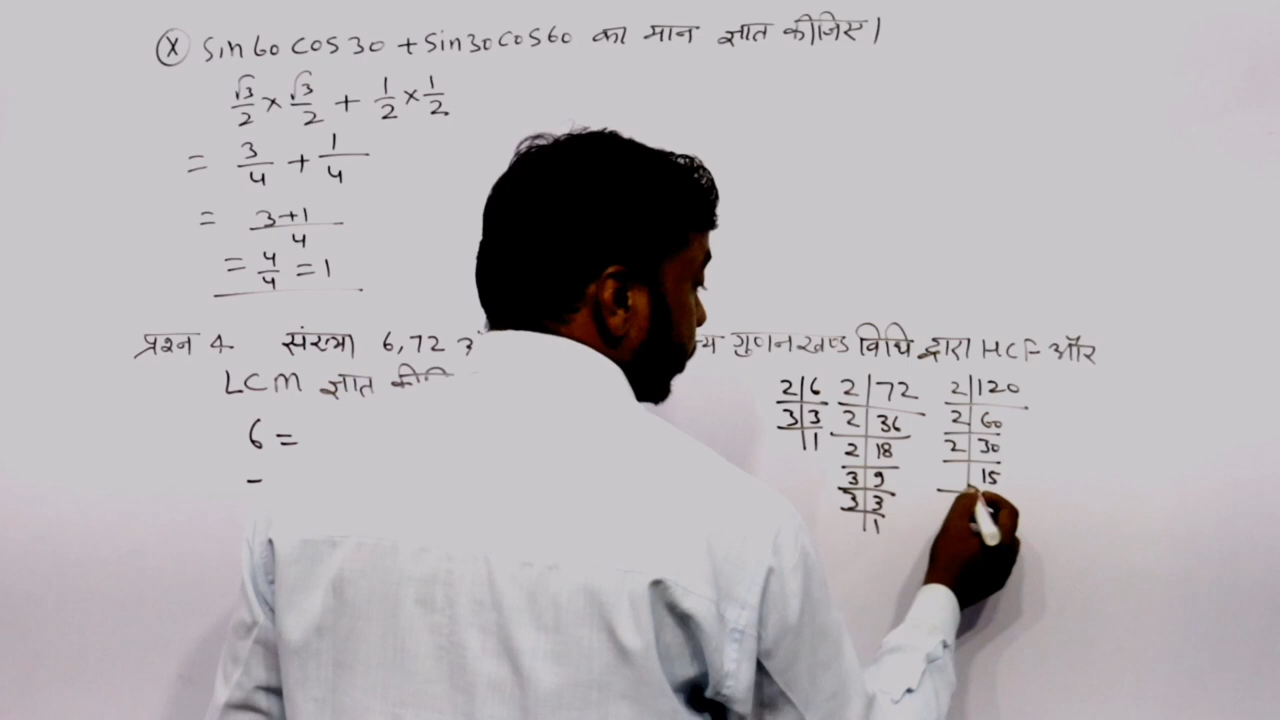 (x) sin60 cos30 + sin30 cos60 का मान ज्ञात कीजिए।
√3/2 × √3/2 + 1/2 × 1/2
= 3/4 + 1/4
= 3+1/4
= 4/4 = 1
प्रश्न 4 संख्या 6,72 गुणनखण्ड विधि द्वारा HCF और
LCM ज्ञात
6 =
-
2|6
3|3
|1
2|72
2|36
2|18
3|9
3|3
|1
2|120
2|60
2|30
|15